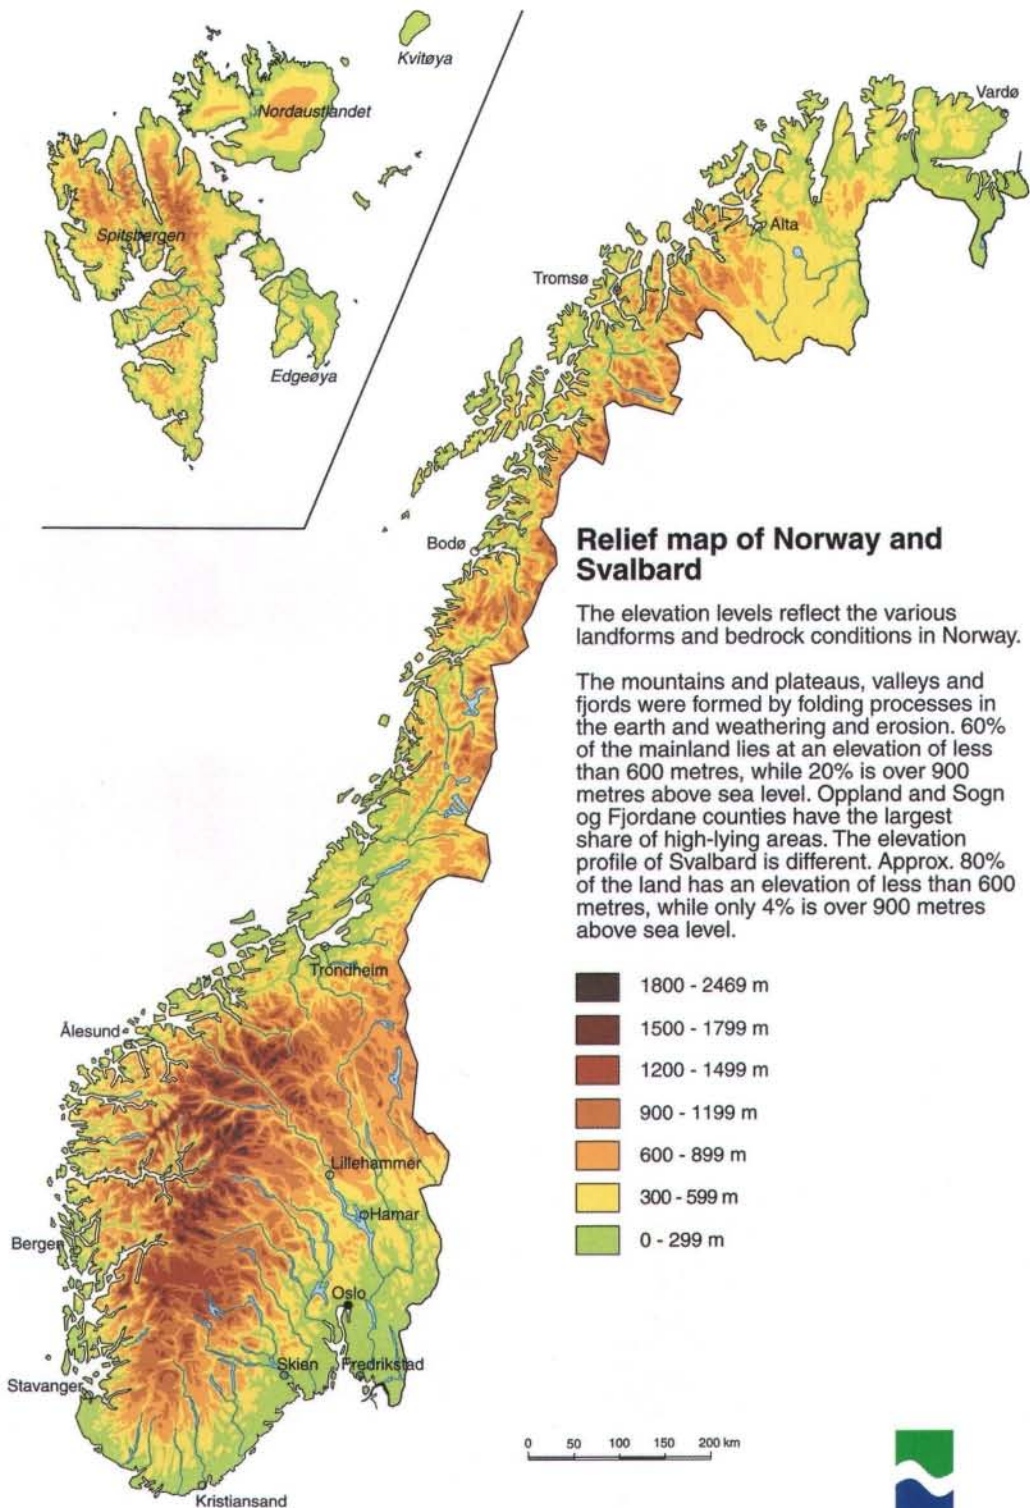 Kvitøya
Nordaustlandet
Spitsbergen
Edgeøya
Vardø
Alta
Tromsø
Bodø
Relief map of Norway and
Svalbard
The elevation levels reflect the various
landforms and bedrock conditions in Norway.
The mountains and plateaus, valleys and
fjords were formed by folding processes in
the earth and weathering and erosion. 60%
of the mainland lies at an elevation of less
than 600 metres, while 20% is over 900
metres above sea level. Oppland and Sogn
og Fjordane counties have the largest
share of high-lying areas. The elevation
profile of Svalbard is different. Approx. 80%
of the land has an elevation of less than 600
metres, while only 4% is over 900 metres
above sea level.
1800 - 2469 m
1500 - 1799 m
1200 - 1499 m
900 - 1199 m
600 - 899 m
300 - 599 m
0 - 299 m
Trondheim
Ålesund
Lillehammer
Hamar
Bergen
Oslo
Skien
Fredrikstad
Stavanger
Kristiansand
0 50 100 150 200 km